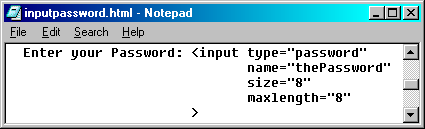 inputpassword.html - Notepad
File Edit Search Help
Enter your Password: <input type="password"
name="thePassword"
size="8"
maxlength="8"
>